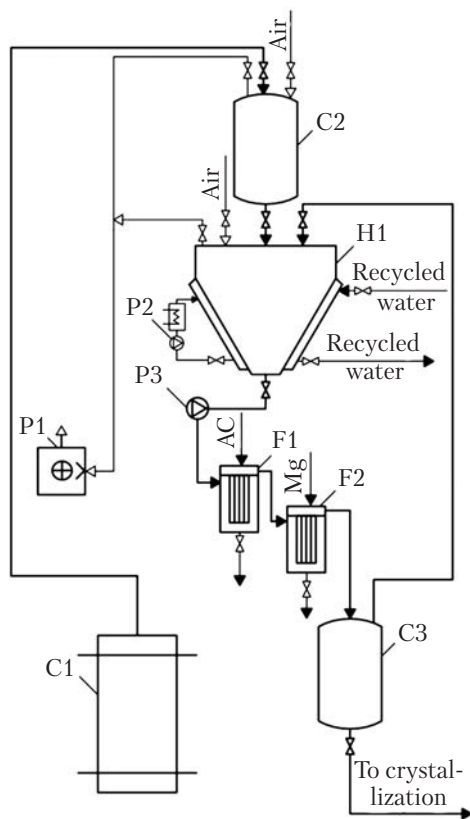 Air
C2
Air
H1
Recycled
water
P2
Recycled
water
P3
AC
F1
P1
Mg
F2
C3
C1
To crystal-
lization